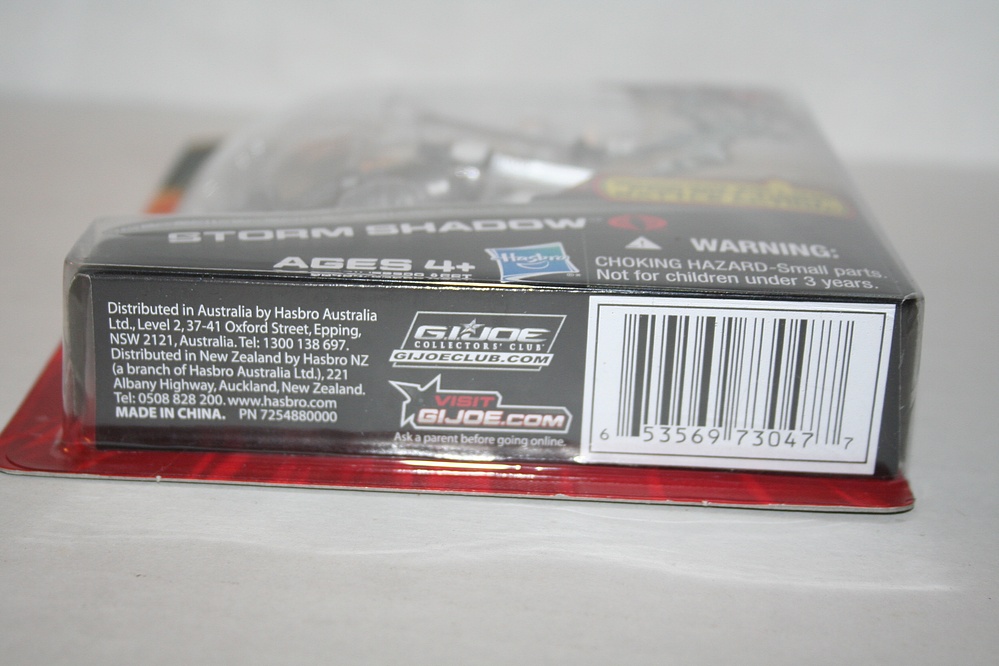 STORM SHADOW
AGES 4+
Hasbro
WARNING:
CHOKING HAZARD–Small parts.
Not for children under 3 years.
Distributed in Australia by Hasbro Australia
Ltd., Level 2, 37-41 Oxford Street, Epping,
NSW 2121, Australia. Tel: 1300 138 697.
Distributed in New Zealand by Hasbro NZ
(a branch of Hasbro Australia Ltd.), 221
Albany Highway, Auckland, New Zealand.
Tel: 0508 828 200. www.hasbro.com
MADE IN CHINA. PN 7254880000
G.I.JOE
COLLECTORS' CLUB
GIJOECLUB.COM
VISIT
GIJOE.COM
Ask a parent before going online.
6 53569 73047 7